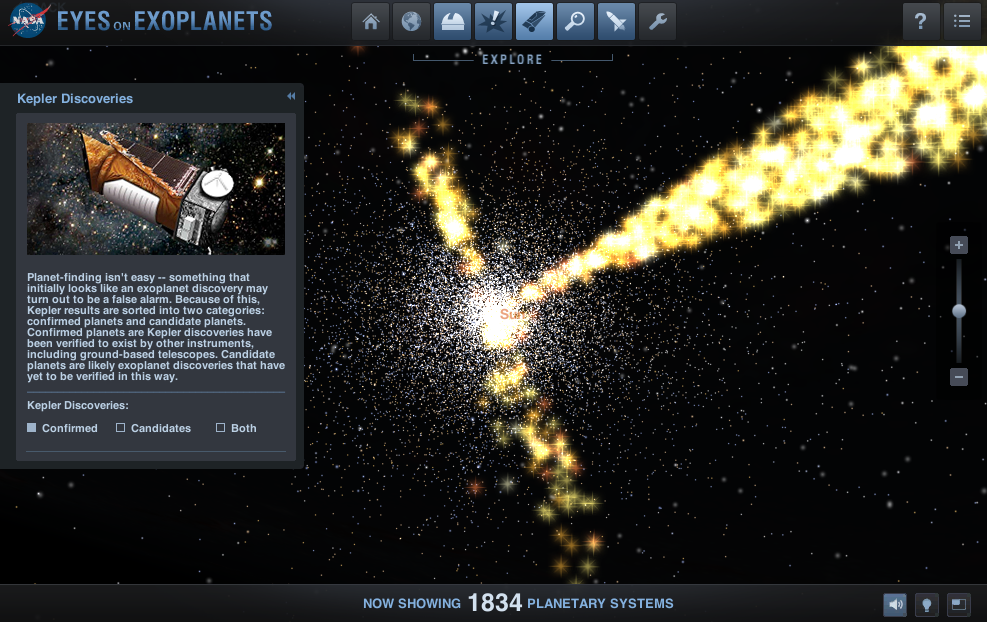 NASA EYES ON EXOPLANETS
?
EXPLORE
Kepler Discoveries
Planet-finding isn't easy -- something that
initially looks like an exoplanet discovery may
turn out to be a false alarm. Because of this,
Kepler results are sorted into two categories:
confirmed planets and candidate planets.
Confirmed planets are Kepler discoveries have
been verified to exist by other instruments,
including ground-based telescopes. Candidate
planets are likely exoplanet discoveries that have
yet to be verified in this way.
Kepler Discoveries:
Confirmed Candidates Both
Sun
NOW SHOWING 1834 PLANETARY SYSTEMS